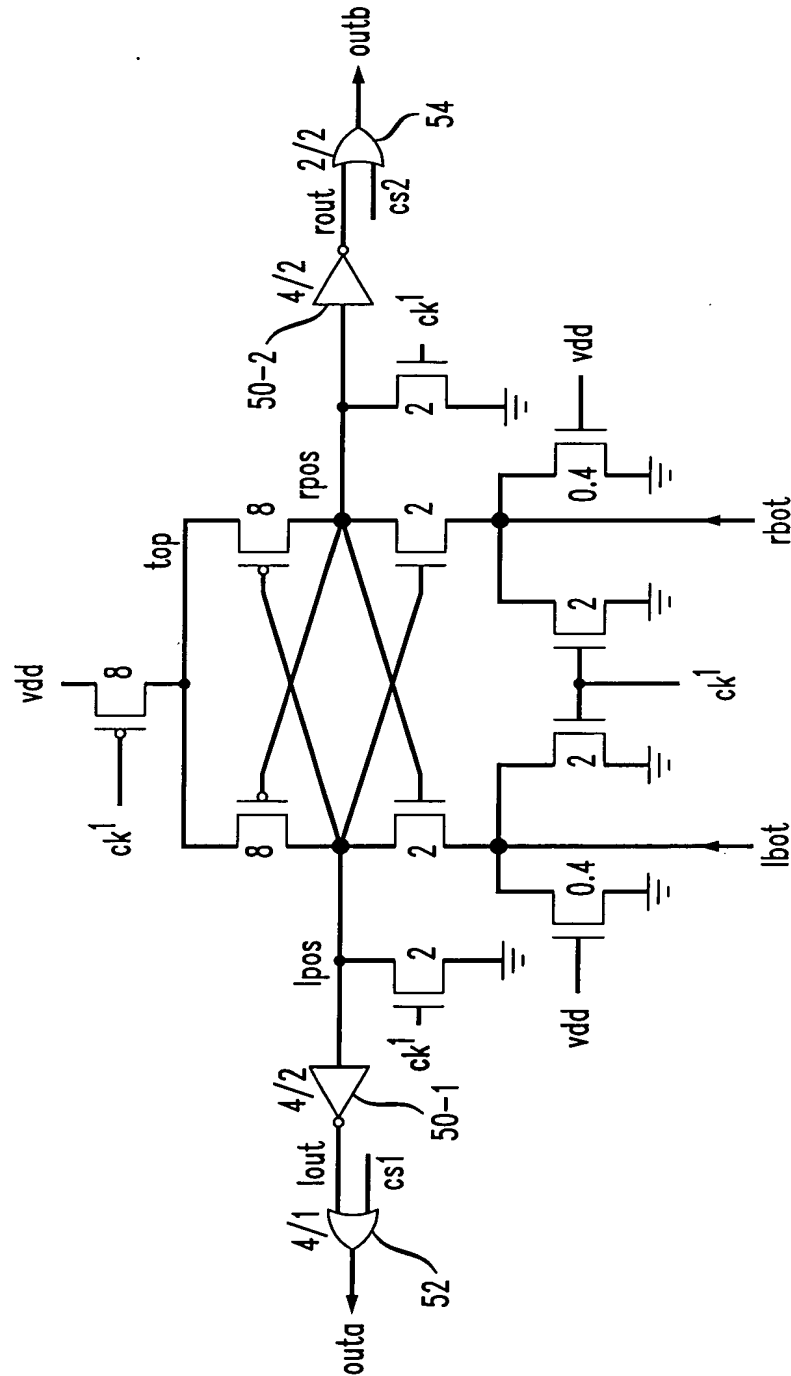 vdd
8
ck1
top
8
8
lpos
rpos
outa
52
4/1
lout
cs1
4/2
50-1
50-2
4/2
rout
2/2
cs2
54
outb
ck1
2
2
2
2
ck1
vdd
0.4
2
2
0.4
vdd
lbot
ck1
rbot